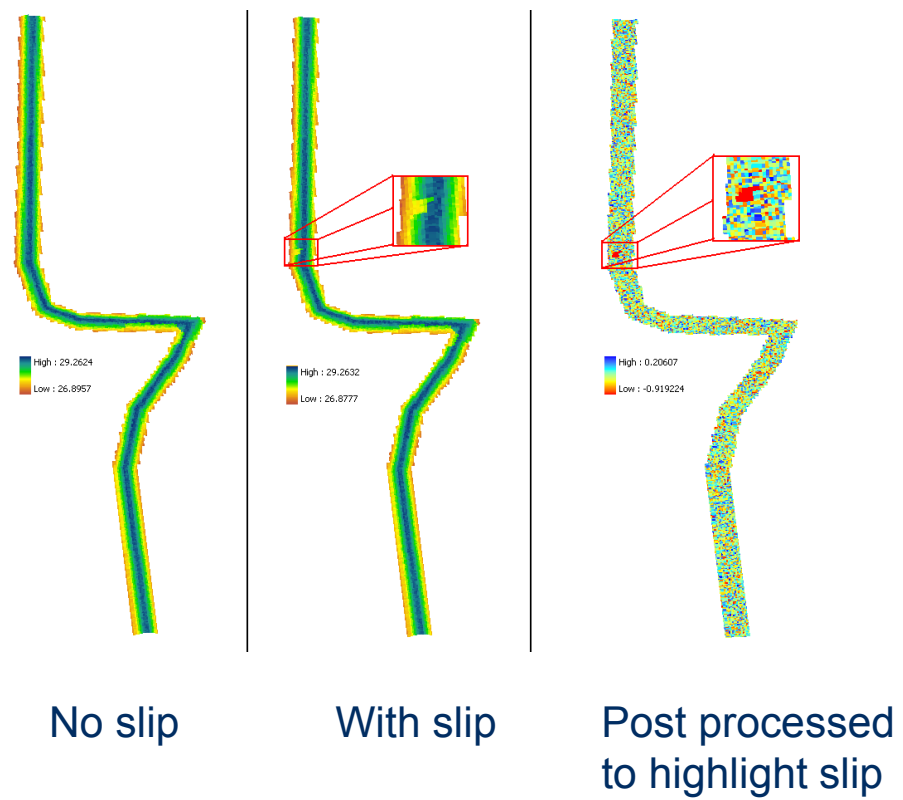 High : 29.2624
Low : 26.8957
High : 29.2632
Low : 26.8777
High : 0.20607
Low : -0.919224
No slip
With slip
Post processed
to highlight slip